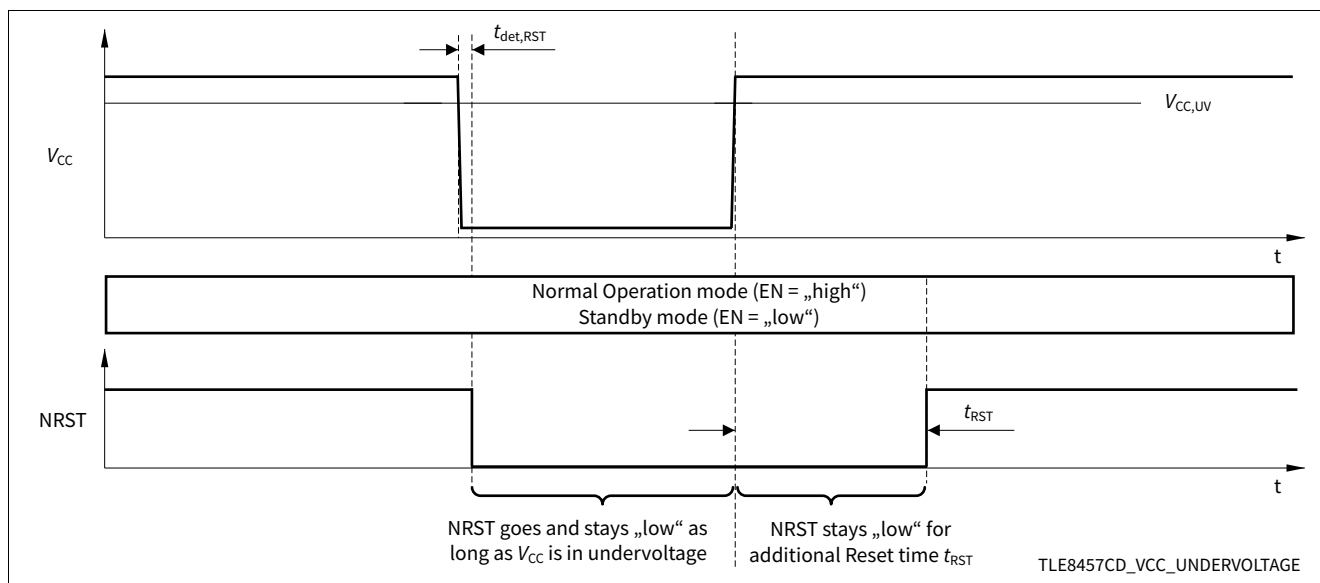 tdet,RST
VCC,UV
VCC
t
Normal Operation mode (EN = „high“)
Standby mode (EN = „low“)
NRST
tRST
t
NRST goes and stays „low“ as
long as VCC is in undervoltage
NRST stays „low“ for
additional Reset time tRST
TLE8457CD_VCC_UNDERVOLTAGE